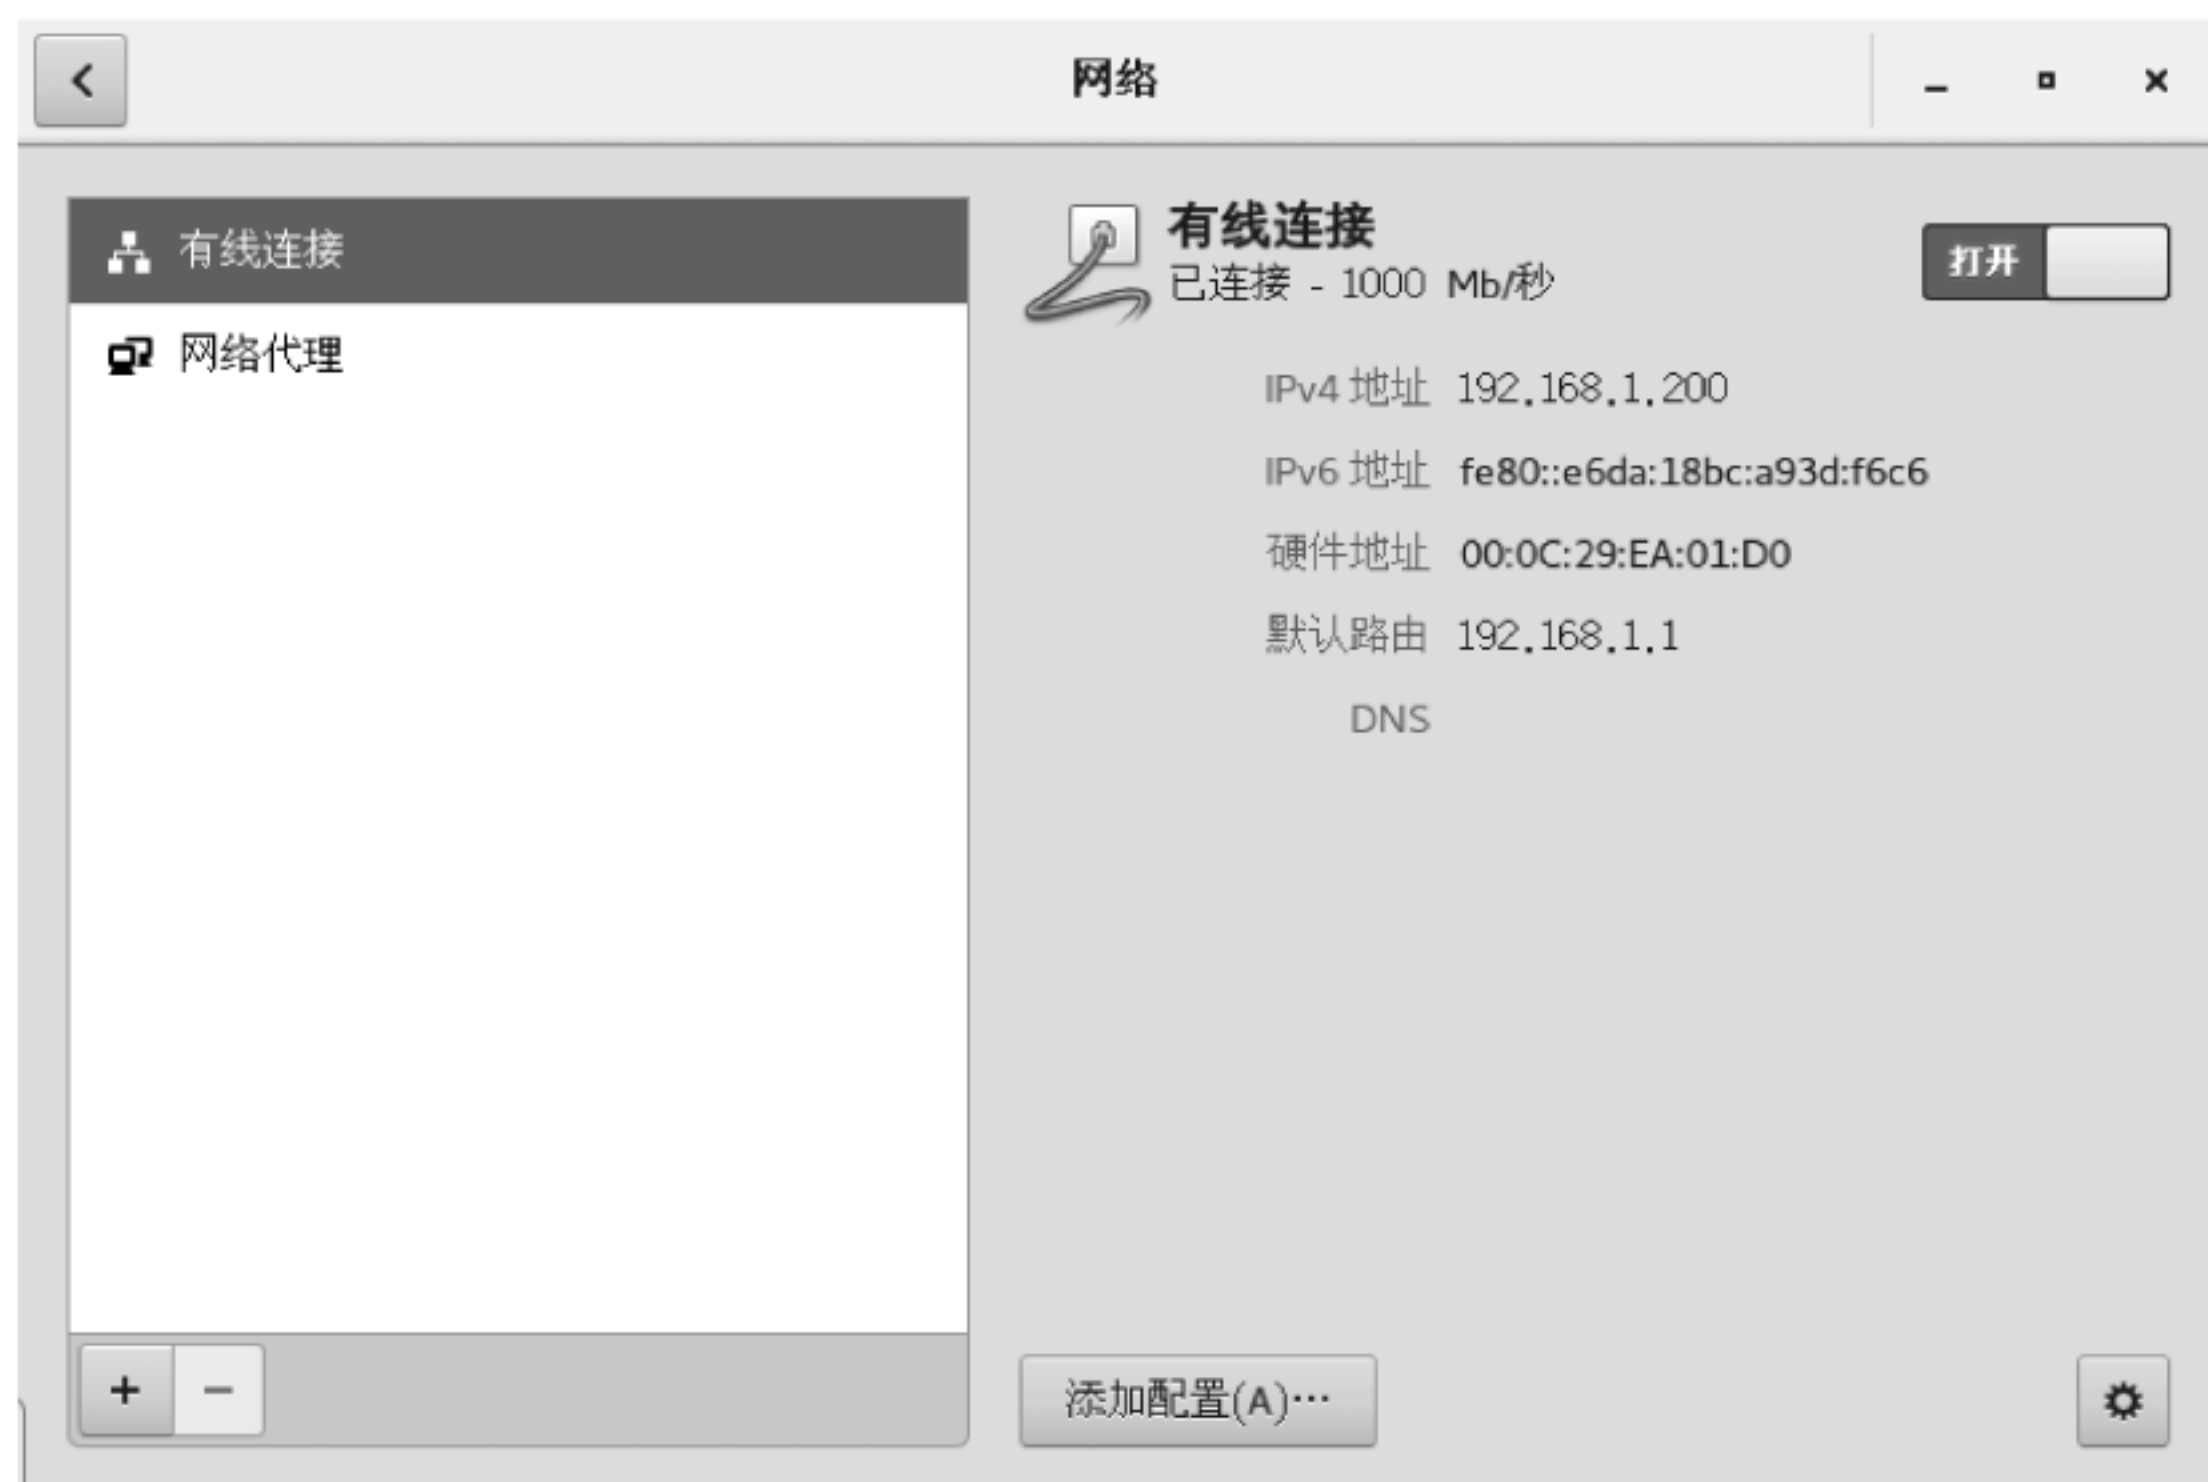 网络
有线连接
网络代理
有线连接
已连接 - 1000 Mb/秒
打开
IPv4 地址 192.168.1.200
IPv6 地址 fe80::e6da:18bc:a93d:f6c6
硬件地址 00:0C:29:EA:01:D0
默认路由 192.168.1.1
DNS
添加配置(A)…